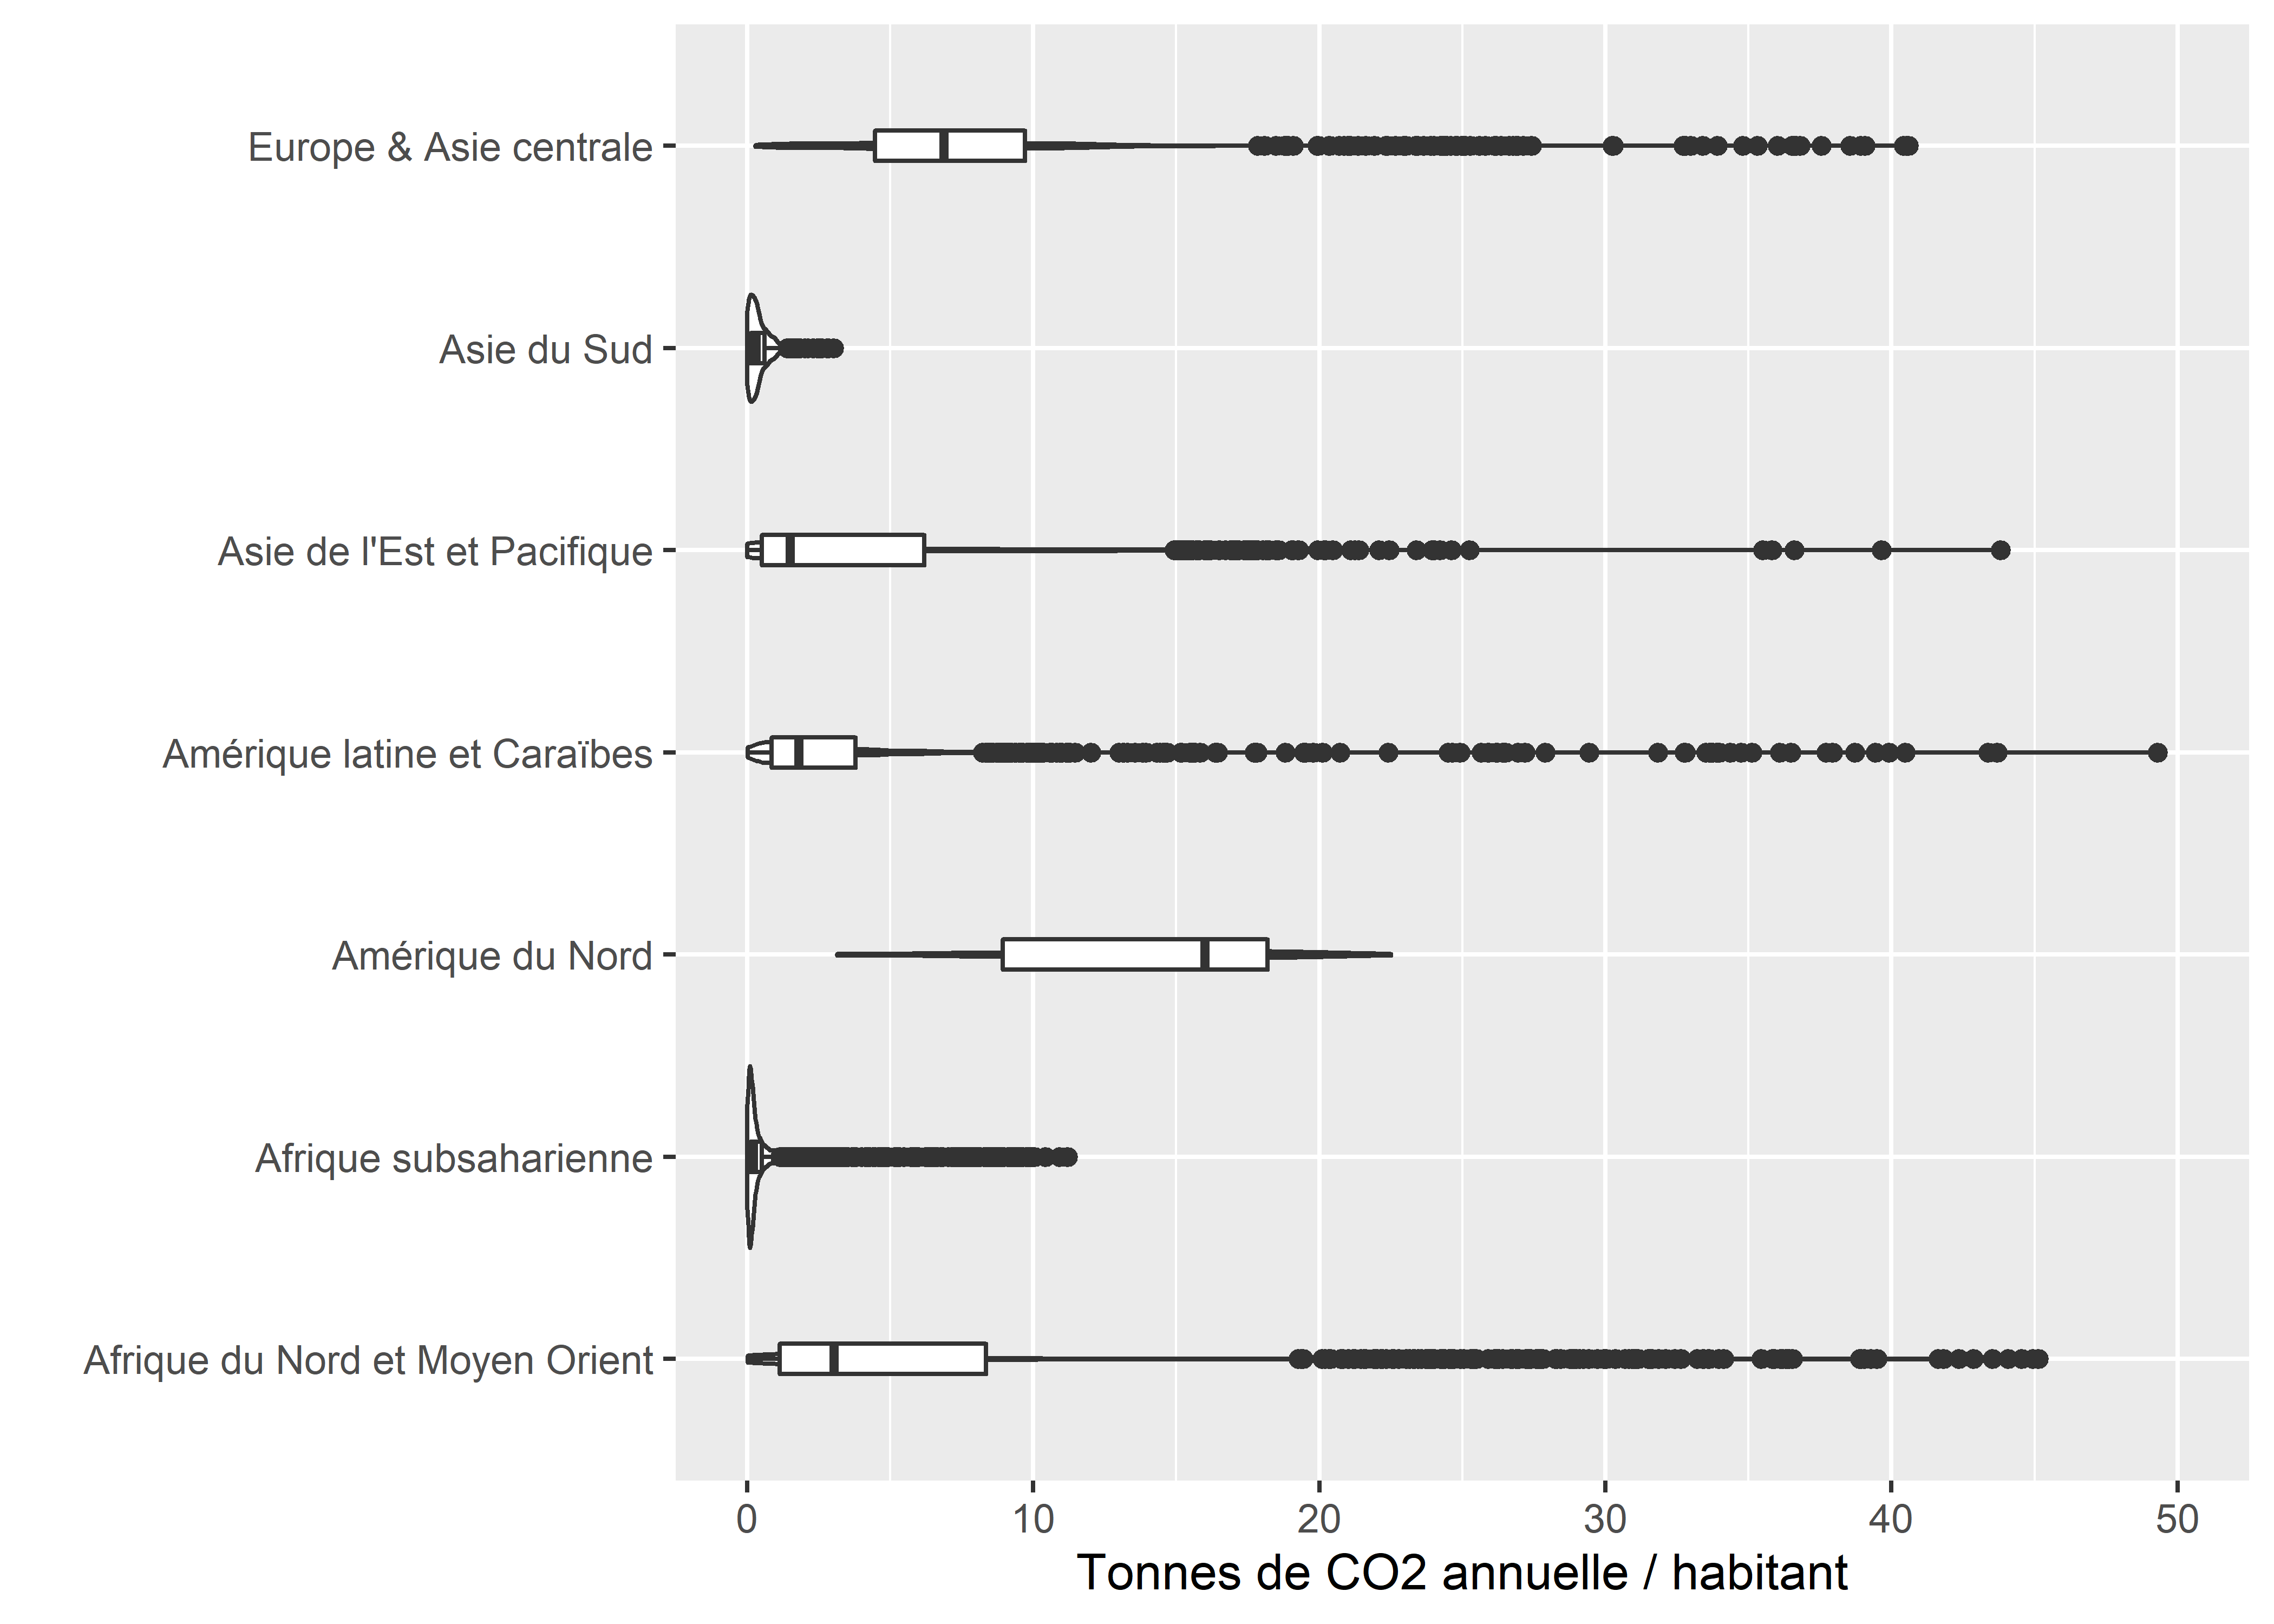 Europe & Asie centrale
Asie du Sud
Asie de l'Est et Pacifique
Amérique latine et Caraïbes
Amérique du Nord
Afrique subsaharienne
Afrique du Nord et Moyen Orient
0 10 20 30 40 50
Tonnes de CO2 annuelle / habitant